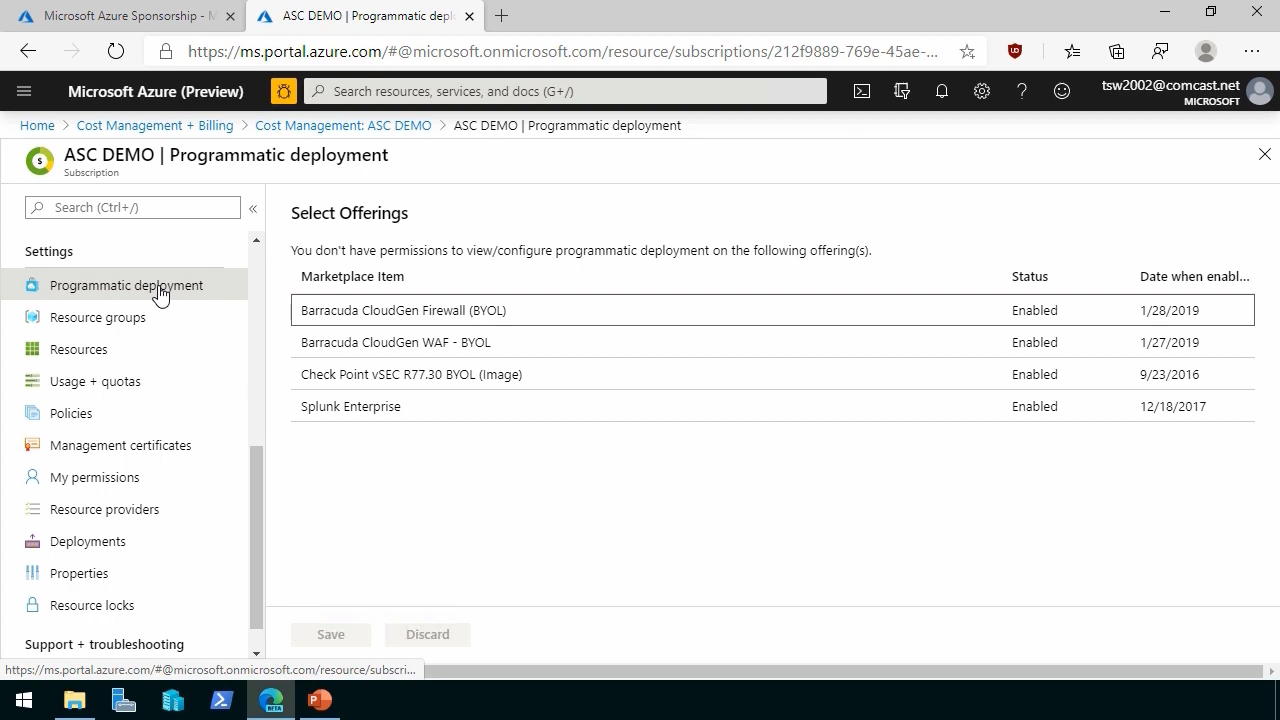 Microsoft Azure Sponsorship - M
ASC DEMO | Programmatic deplo
https://ms.portal.azure.com/#@microsoft.onmicrosoft.com/resource/subscriptions/212f9889-769e-45ae-...
Microsoft Azure (Preview)
Search resources, services, and docs (G+/)
tsw2002@comcast.net
MICROSOFT
Home > Cost Management + Billing > Cost Management: ASC DEMO > ASC DEMO | Programmatic deployment
ASC DEMO | Programmatic deployment
Subscription
Search (Ctrl+/)
«
Settings
Programmatic deployment
Resource groups
Resources
Usage + quotas
Policies
Management certificates
My permissions
Resource providers
Deployments
Properties
Resource locks
Support + troubleshooting
Select Offerings
You don't have permissions to view/configure programmatic deployment on the following offering(s).
Marketplace Item Status Date when enabl...
Barracuda CloudGen Firewall (BYOL) Enabled 1/28/2019
Barracuda CloudGen WAF - BYOL Enabled 1/27/2019
Check Point vSEC R77.30 BYOL (Image) Enabled 9/23/2016
Splunk Enterprise Enabled 12/18/2017
Save Discard
https://ms.portal.azure.com/#@microsoft.onmicrosoft.com/resource/subscri...
BETA